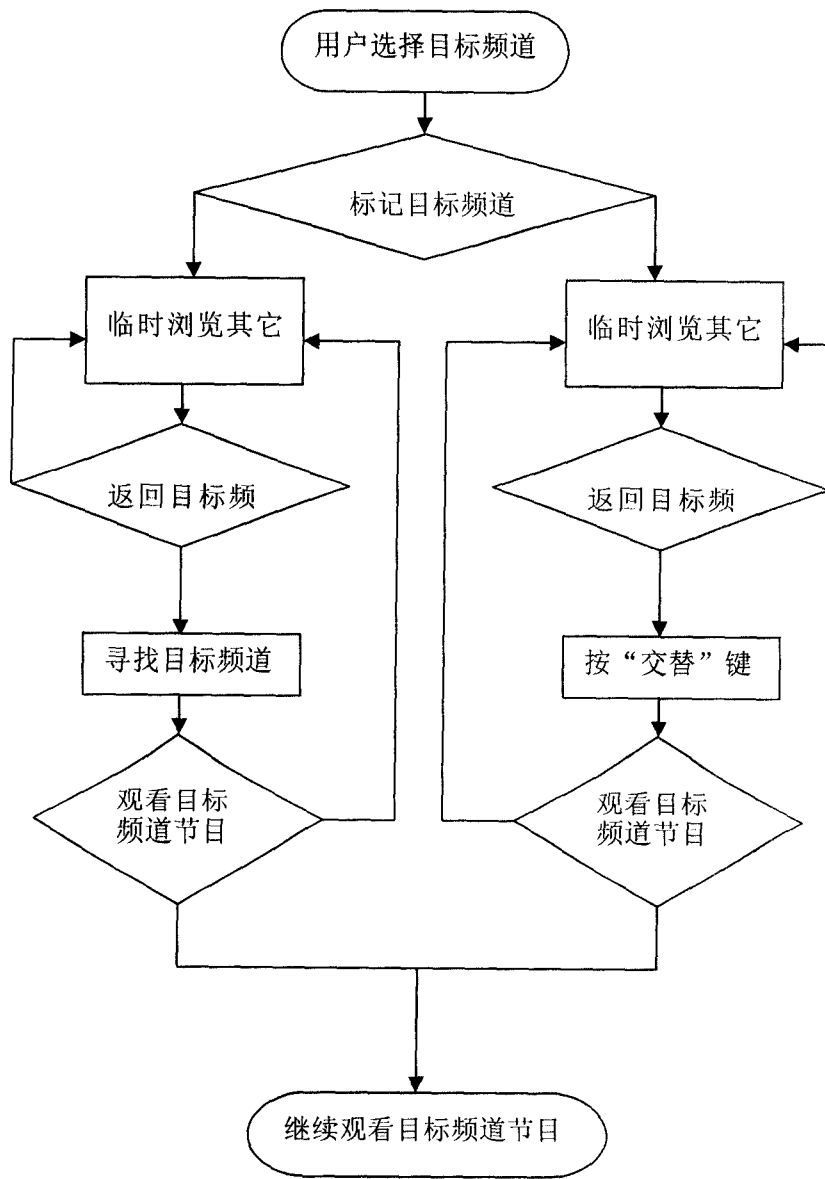 用户选择目标频道
标记目标频道
临时浏览其它
临时浏览其它
返回目标频
返回目标频
寻找目标频道
按“交替”键
观看目标
频道节目
观看目标
频道节目
继续观看目标频道节目